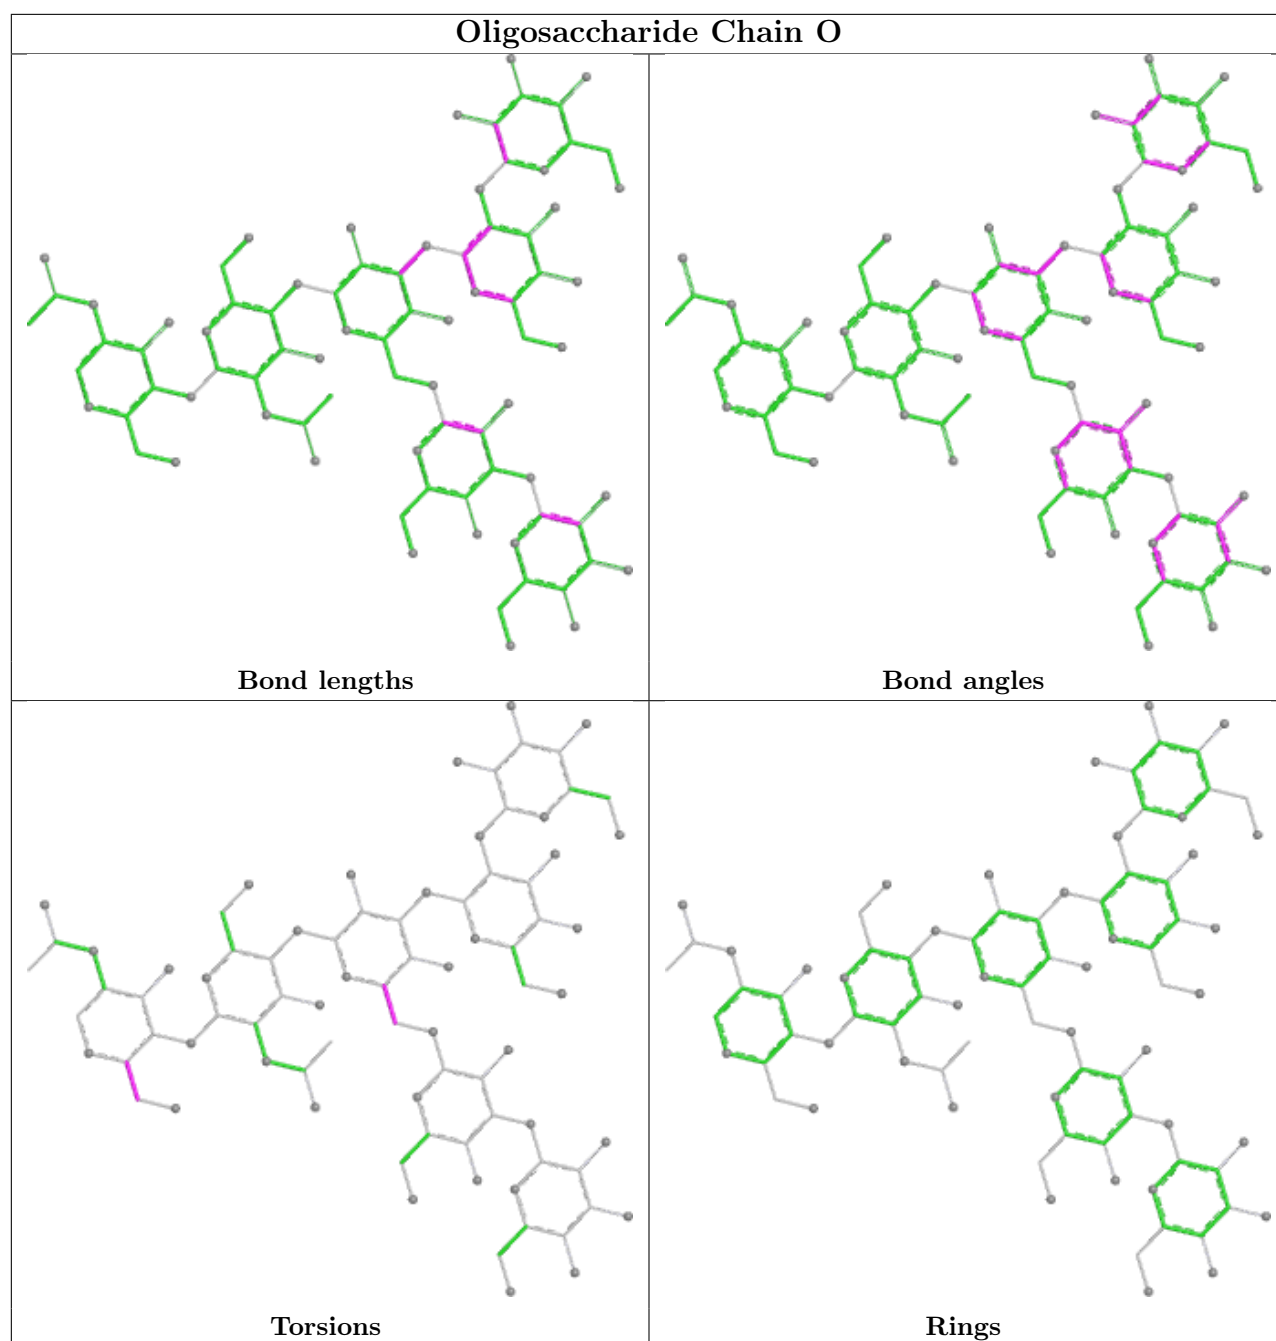 Oligosaccharide Chain O
Bond lengths
Bond angles
Torsions
Rings